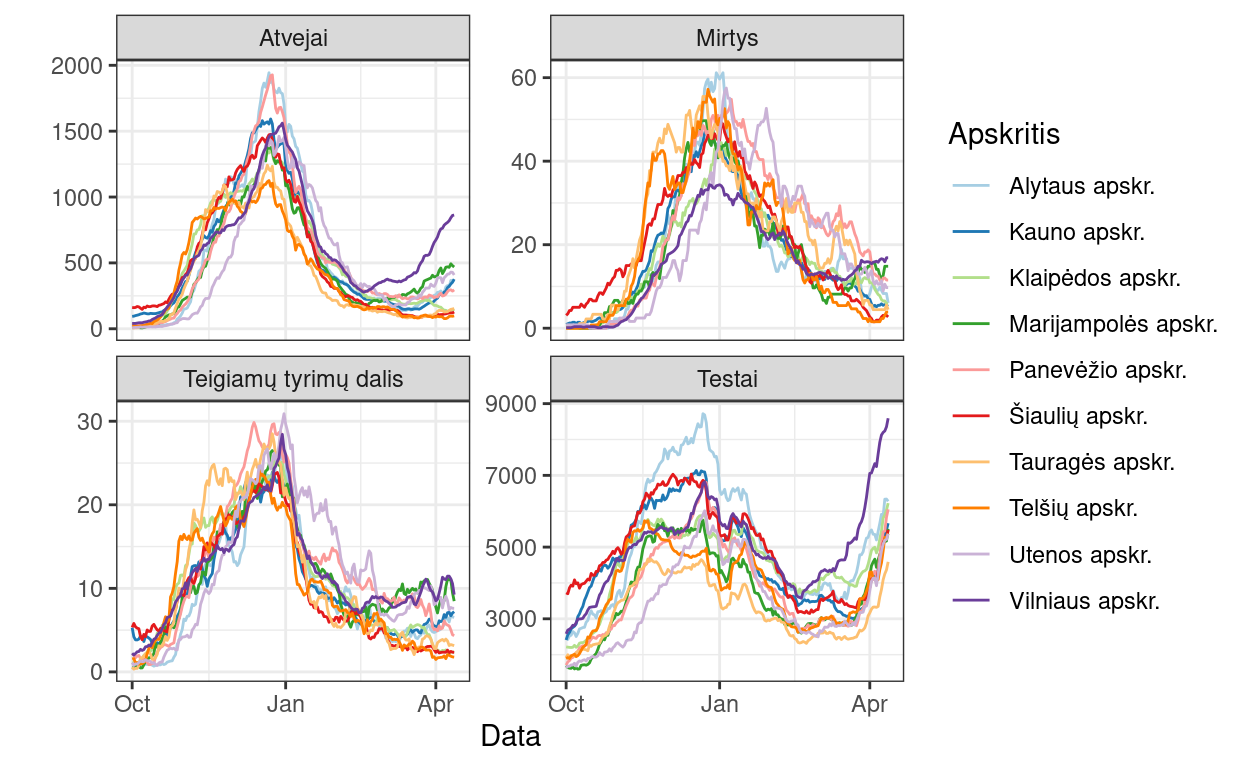 Atvejai
Mirtys
2000
1500
1000
500
0
60
40
20
0
Teigiamų tyrimų dalis
Testai
30
20
10
0
9000
7000
5000
3000
Oct Jan Apr
Oct Jan Apr
Data
Apskritis
Alytaus apskr.
Kauno apskr.
Klaipėdos apskr.
Marijampolės apskr.
Panevėžio apskr.
Šiaulių apskr.
Tauragės apskr.
Telšių apskr.
Utenos apskr.
Vilniaus apskr.